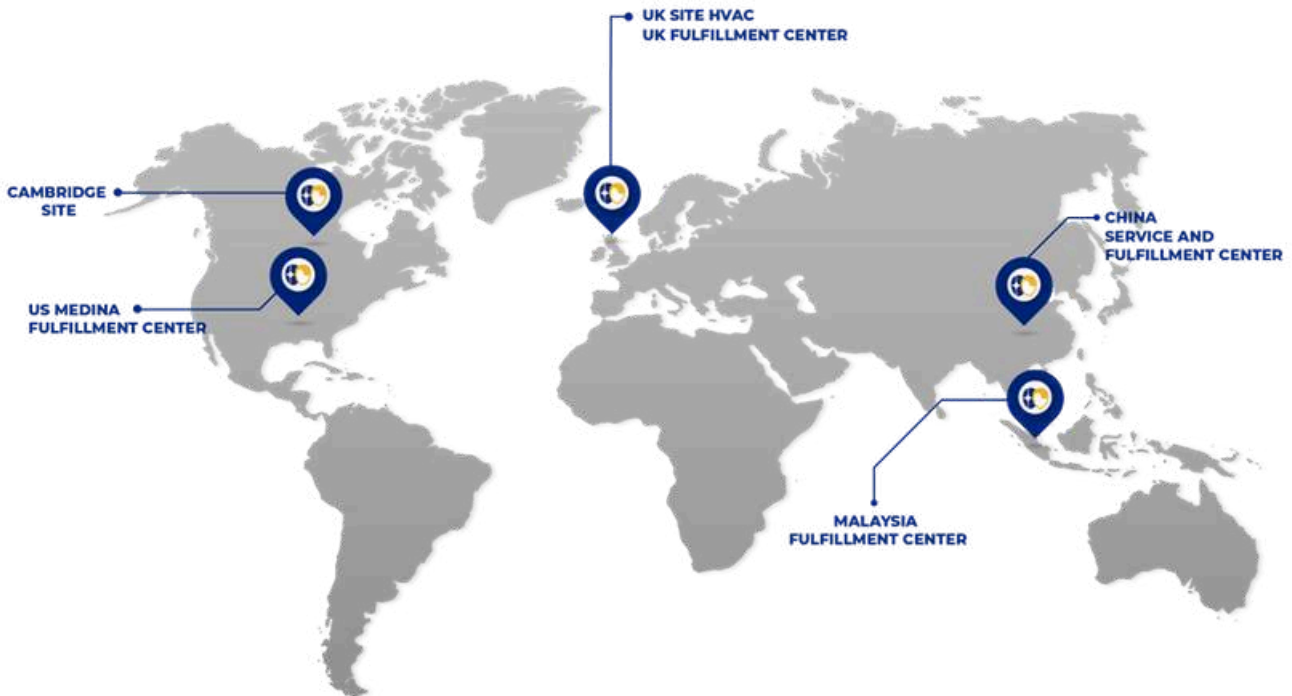 UK SITE HVAC
UK FULFILLMENT CENTER
CAMBRIDGE
SITE
CHINA
SERVICE AND
FULFILLMENT CENTER
US MEDINA
FULFILLMENT CENTER
MALAYSIA
FULFILLMENT CENTER